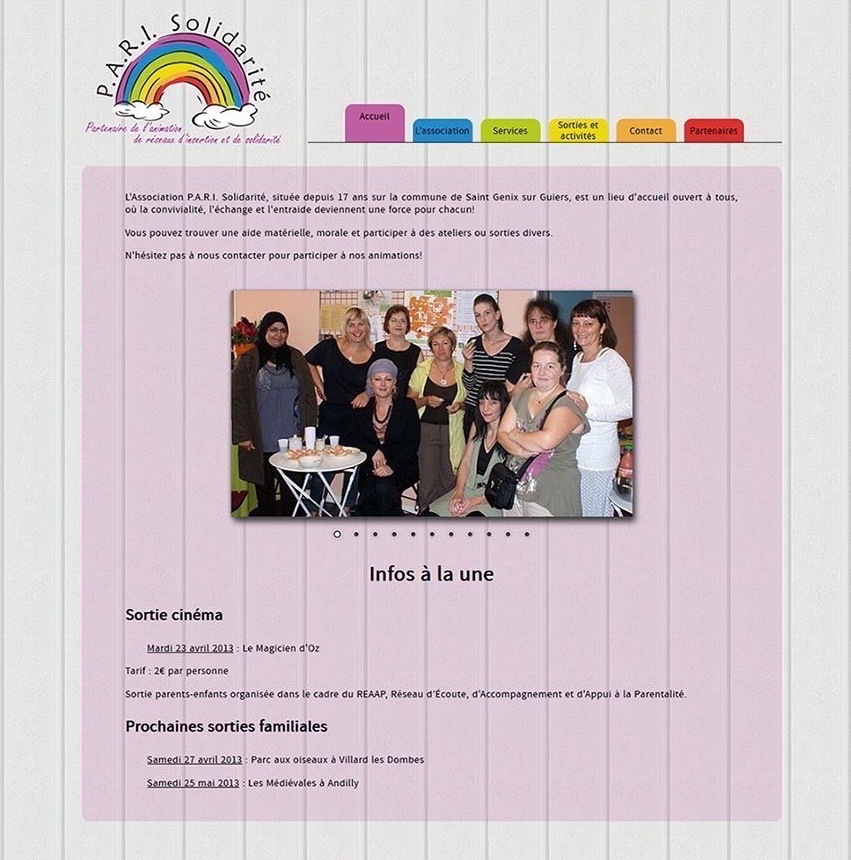 P.A.R.I. Solidarité
Partenaire de l'animation
de réseaux d'insertion et de solidarité
Accueil
L'association
Services
Sorties et
activités
Contact
Partenaires
L'Association P.A.R.I. Solidarité, située depuis 17 ans sur la commune de Saint Genix sur Guiers, est un lieu d'accueil ouvert à tous,
où la convivialité, l'échange et l'entraide deviennent une force pour chacun!
Vous pouvez trouver une aide matérielle, morale et participer à des ateliers ou sorties divers.
N'hésitez pas à nous contacter pour participer à nos animations!
Infos à la une
Sortie cinéma
Mardi 23 avril 2013 : Le Magicien d'Oz
Tarif : 2€ par personne
Sortie parents-enfants organisée dans le cadre du REAAP, Réseau d'Écoute, d'Accompagnement et d'Appui à la Parentalité.
Prochaines sorties familiales
Samedi 27 avril 2013 : Parc aux oiseaux à Villard les Dombes
Samedi 25 mai 2013 : Les Médiévales à Andilly